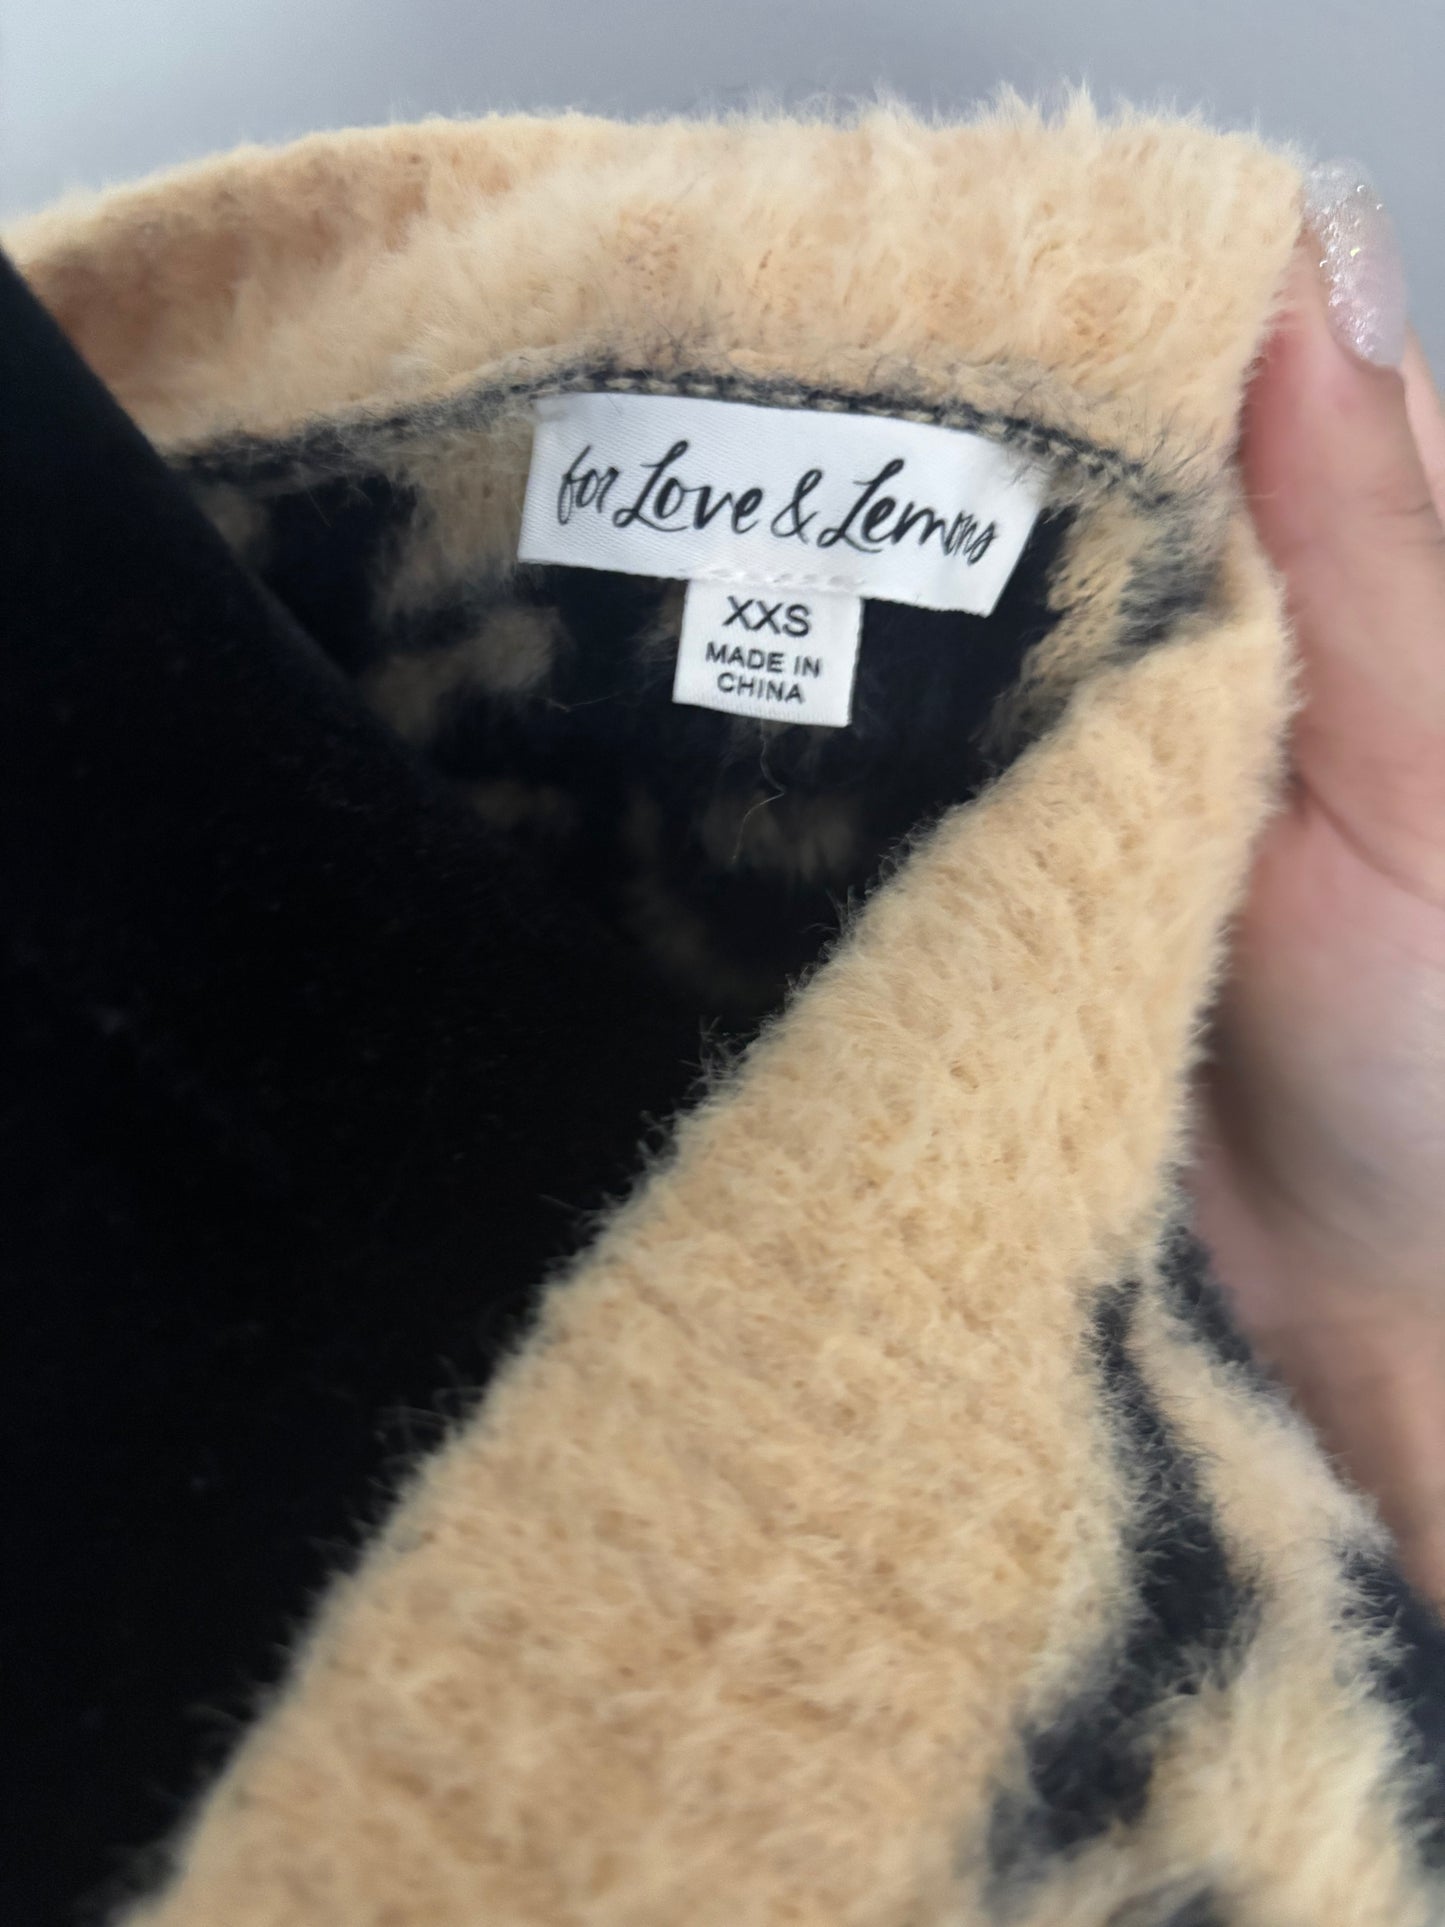 for Love & Lemons
XXS
MADE IN
CHINA